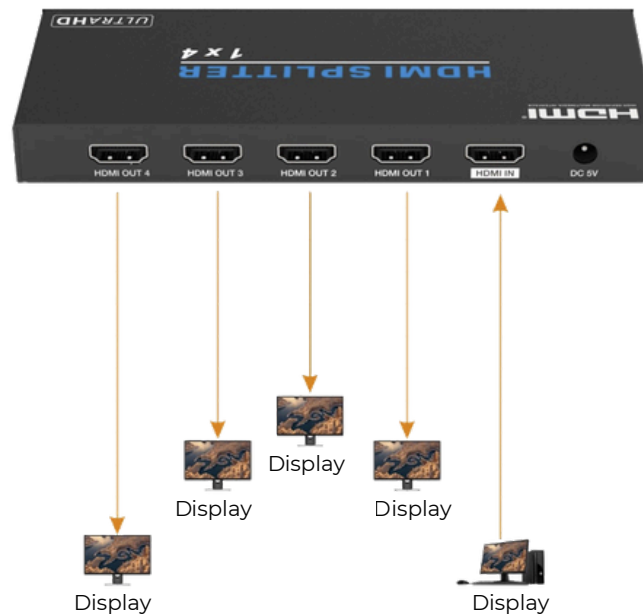 ULTRAHD
1 x 4
HDMI SPLITTER
HDMI
HDMI OUT 4
HDMI OUT 3
HDMI OUT 2
HDMI OUT 1
HDMI IN
DC 5V
Display
Display
Display
Display
Display